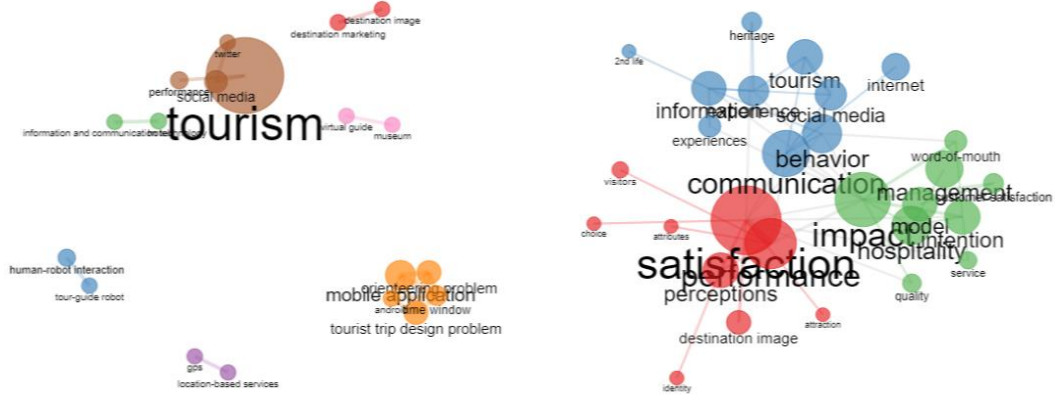 destination image
destination marketing
twitter
performance
social media
tourism
virtual guide
museum
human-robot interaction
tour-guide robot
orienteering problem
mobile application
android
time window
tourist trip design problem
gps
location-based services
heritage
2nd life
tourism
internet
information
experience
social media
experiences
behavior
word-of-mouth
communication
management
customer satisfaction
visitors
choice
attributes
impact
model
intention
hospitality
satisfaction
performance
service
perceptions
quality
attraction
destination image
identity